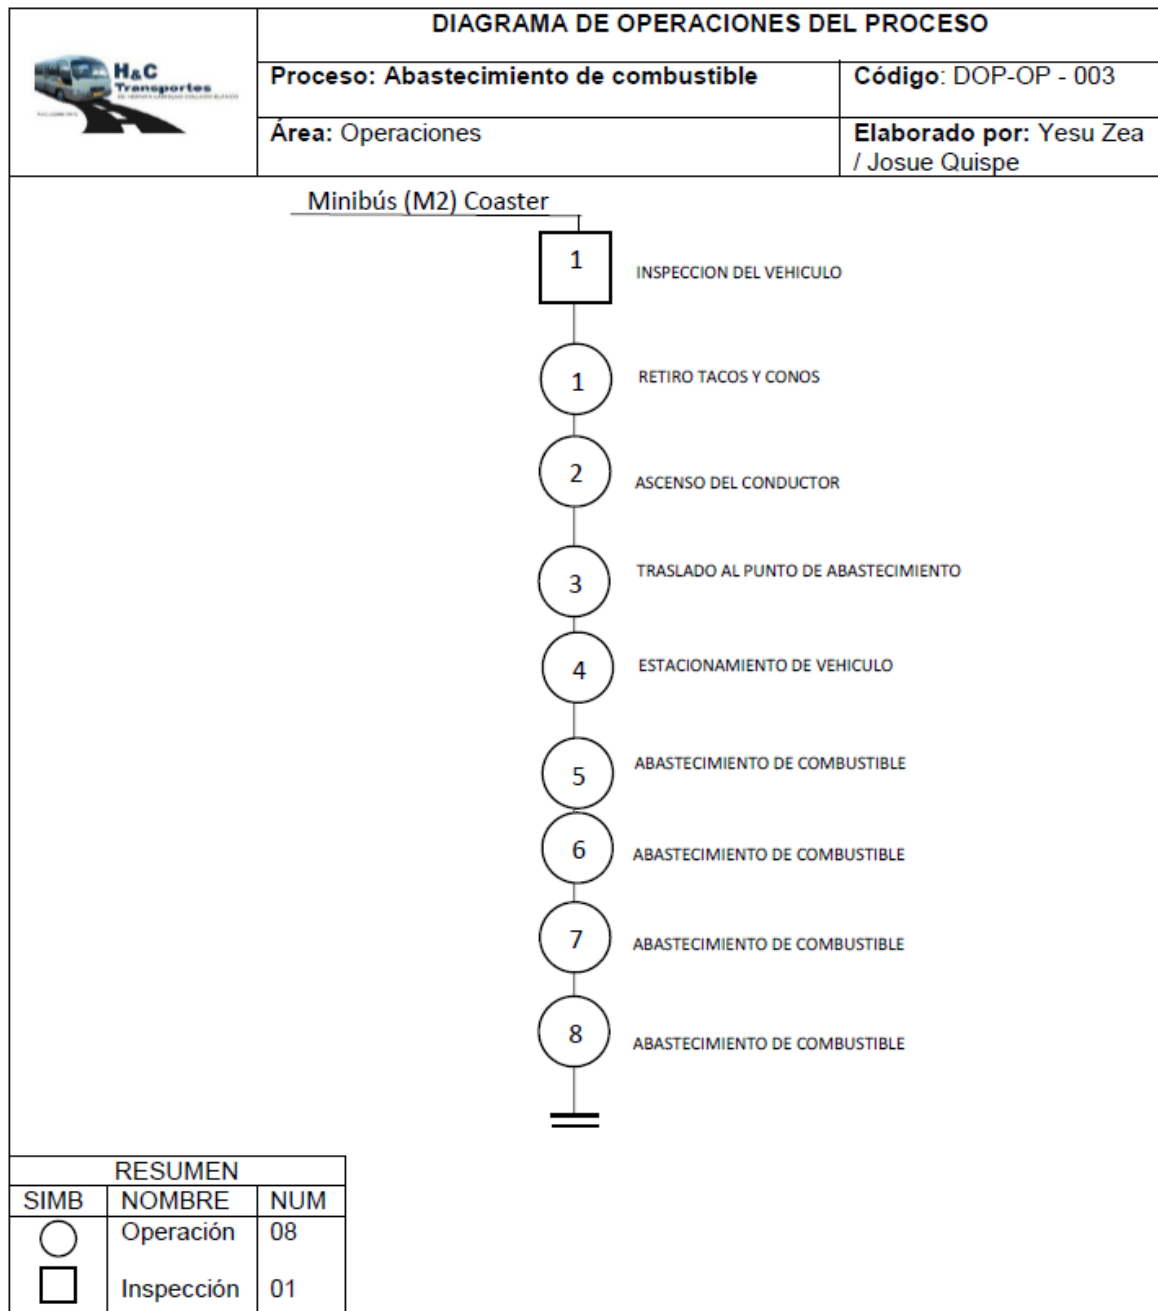 DIAGRAMA DE OPERACIONES DEL PROCESO
H&C
Transportes
Proceso: Abastecimiento de combustible
Código: DOP-OP - 003
Área: Operaciones
Elaborado por: Yesu Zea
/ Josue Quispe
Minibús (M2) Coaster
1
INSPECCION DEL VEHICULO
1
RETIRO TACOS Y CONOS
2
ASCENSO DEL CONDUCTOR
3
TRASLADO AL PUNTO DE ABASTECIMIENTO
4
ESTACIONAMIENTO DE VEHICULO
5
ABASTECIMIENTO DE COMBUSTIBLE
6
ABASTECIMIENTO DE COMBUSTIBLE
7
ABASTECIMIENTO DE COMBUSTIBLE
8
ABASTECIMIENTO DE COMBUSTIBLE
RESUMEN
SIMB NOMBRE NUM
Operación 08
Inspección 01